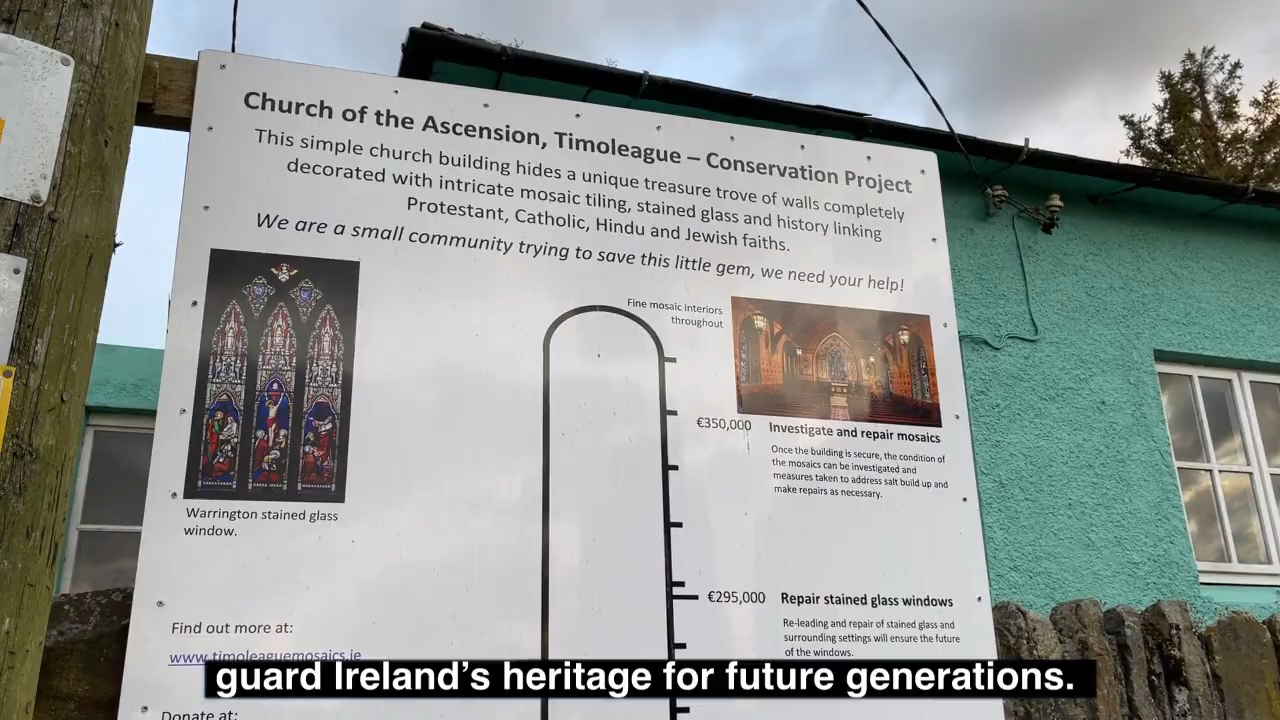 Church of the Ascension, Timoleague – Conservation Project
This simple church building hides a unique treasure trove of walls completely
decorated with intricate mosaic tiling, stained glass and history linking
Protestant, Catholic, Hindu and Jewish faiths.
We are a small community trying to save this little gem, we need your help!
Fine mosaic interiors
throughout
€350,000 Investigate and repair mosaics
Once the building is secure, the condition of
the mosaics can be investigated and
measures taken to address salt build up and
make repairs as necessary.
Warrington stained glass
window.
€295,000 Repair stained glass windows
Re-leading and repair of stained glass and
surrounding settings will ensure the future
of the windows.
Find out more at:
www.timoleaguemosaics.ie
Donate at:
guard Ireland's heritage for future generations.